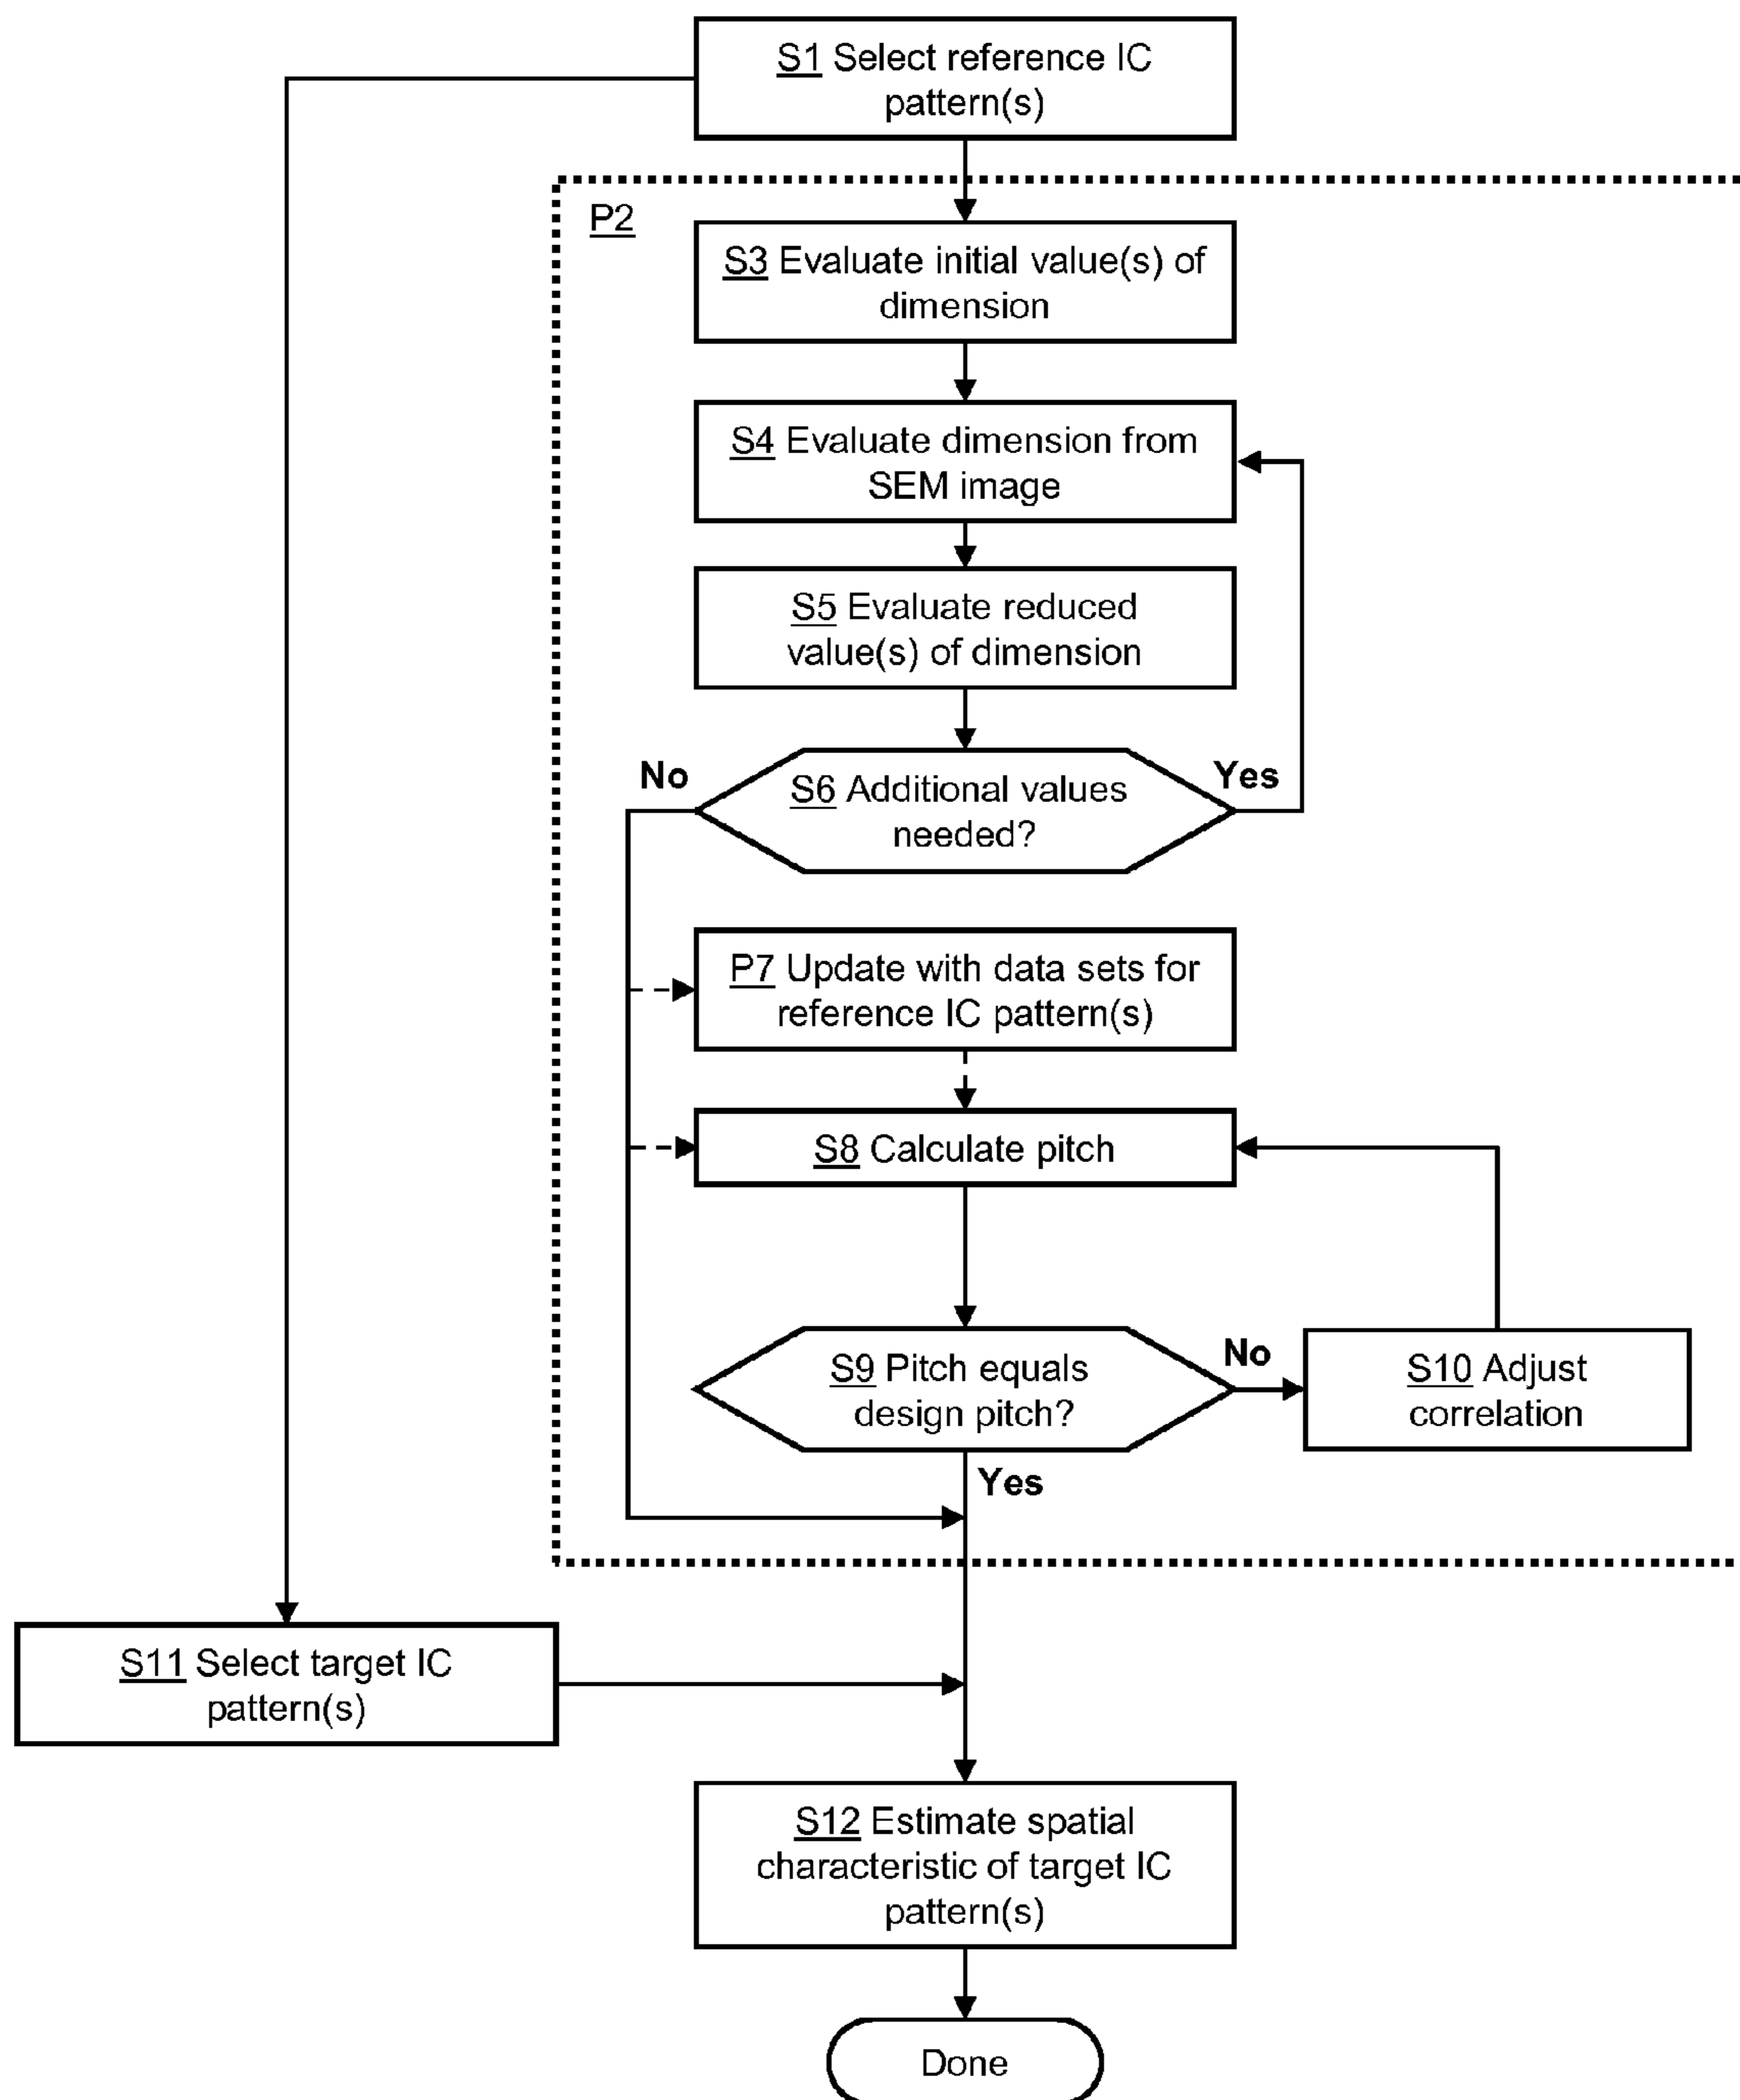 S1 Select reference IC
pattern(s)
P2
S3 Evaluate initial value(s) of
dimension
S4 Evaluate dimension from
SEM image
S5 Evaluate reduced
value(s) of dimension
No
S6 Additional values
needed?
Yes
P7 Update with data sets for
reference IC pattern(s)
S8 Calculate pitch
S9 Pitch equals
design pitch?
No
S10 Adjust
correlation
Yes
S11 Select target IC
pattern(s)
S12 Estimate spatial
characteristic of target IC
pattern(s)
Done